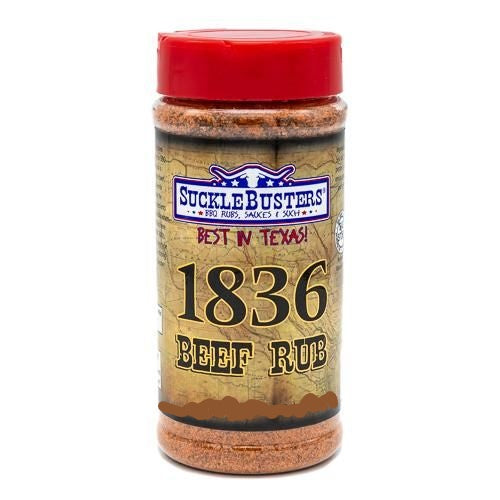 SUCKLEBUSTERS®
BBQ RUBS, SAUCES & SUCH
BEST IN TEXAS!
1836
BEEF RUB